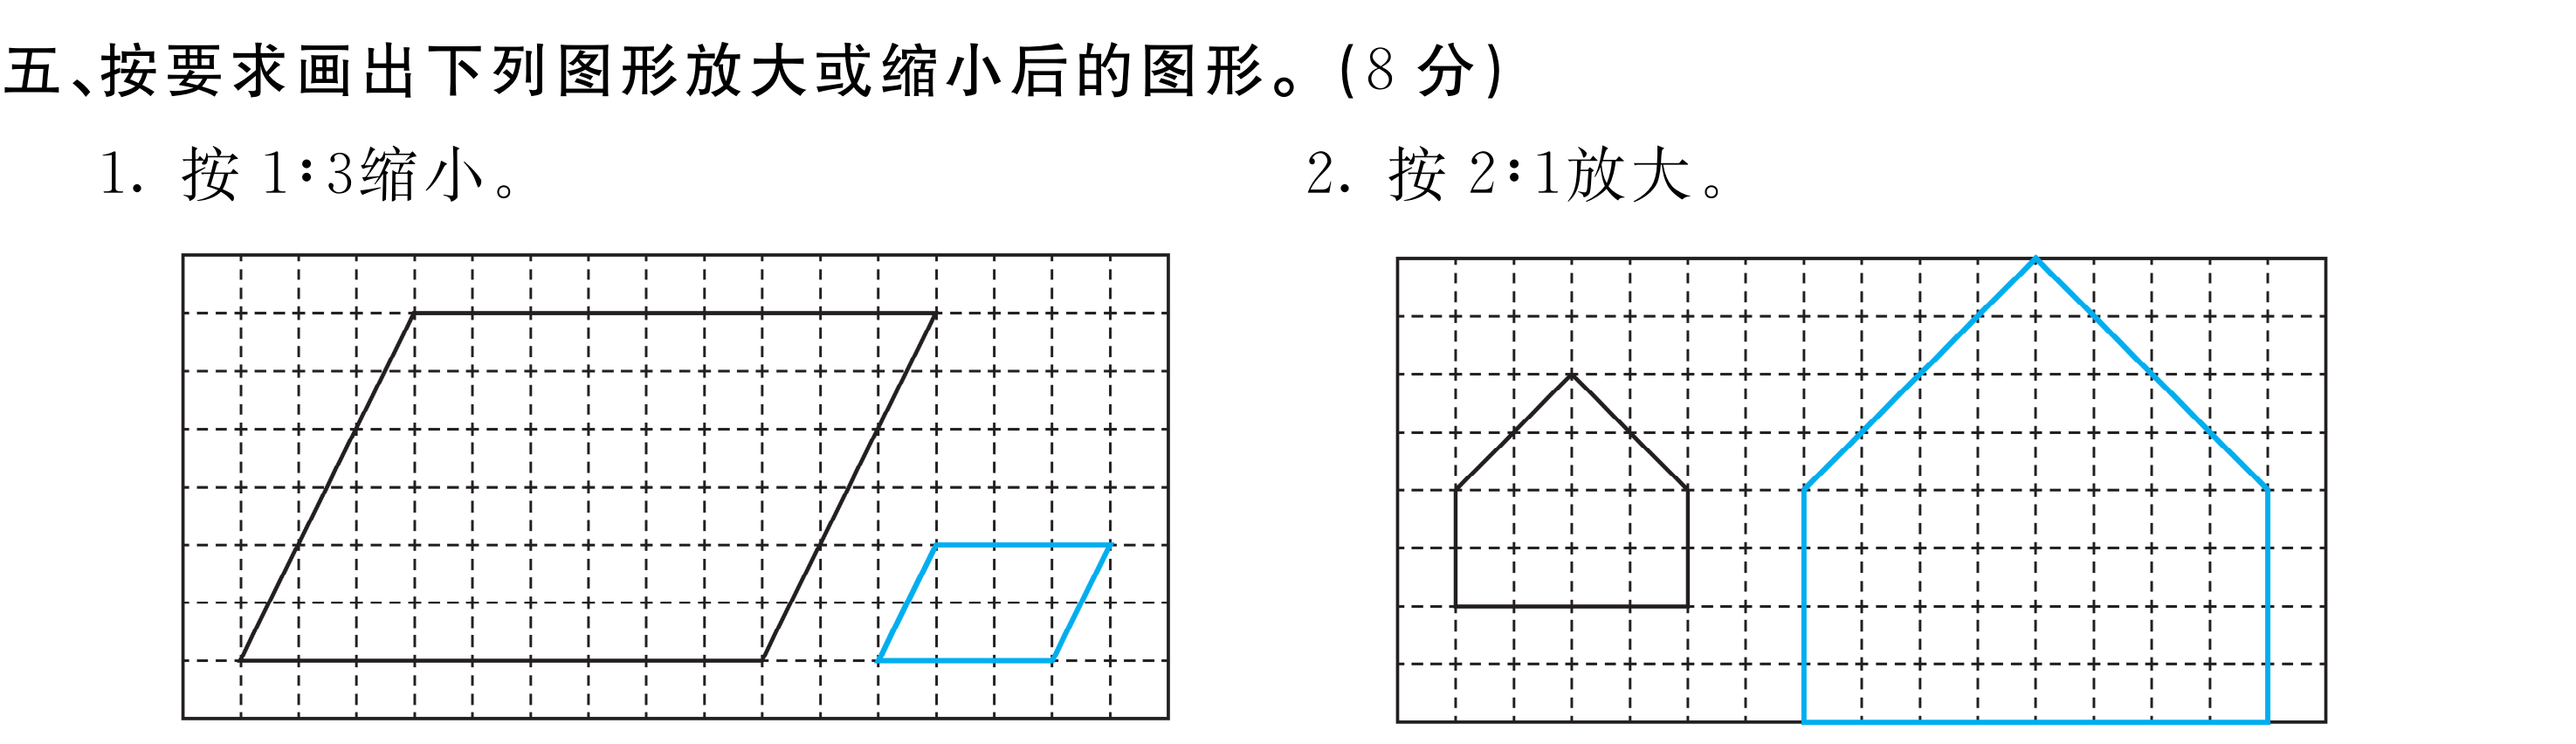 五、按要求画出下列图形放大或缩小后的图形。(8 分)
1. 按 1∶3缩小。
2. 按 2∶1放大。